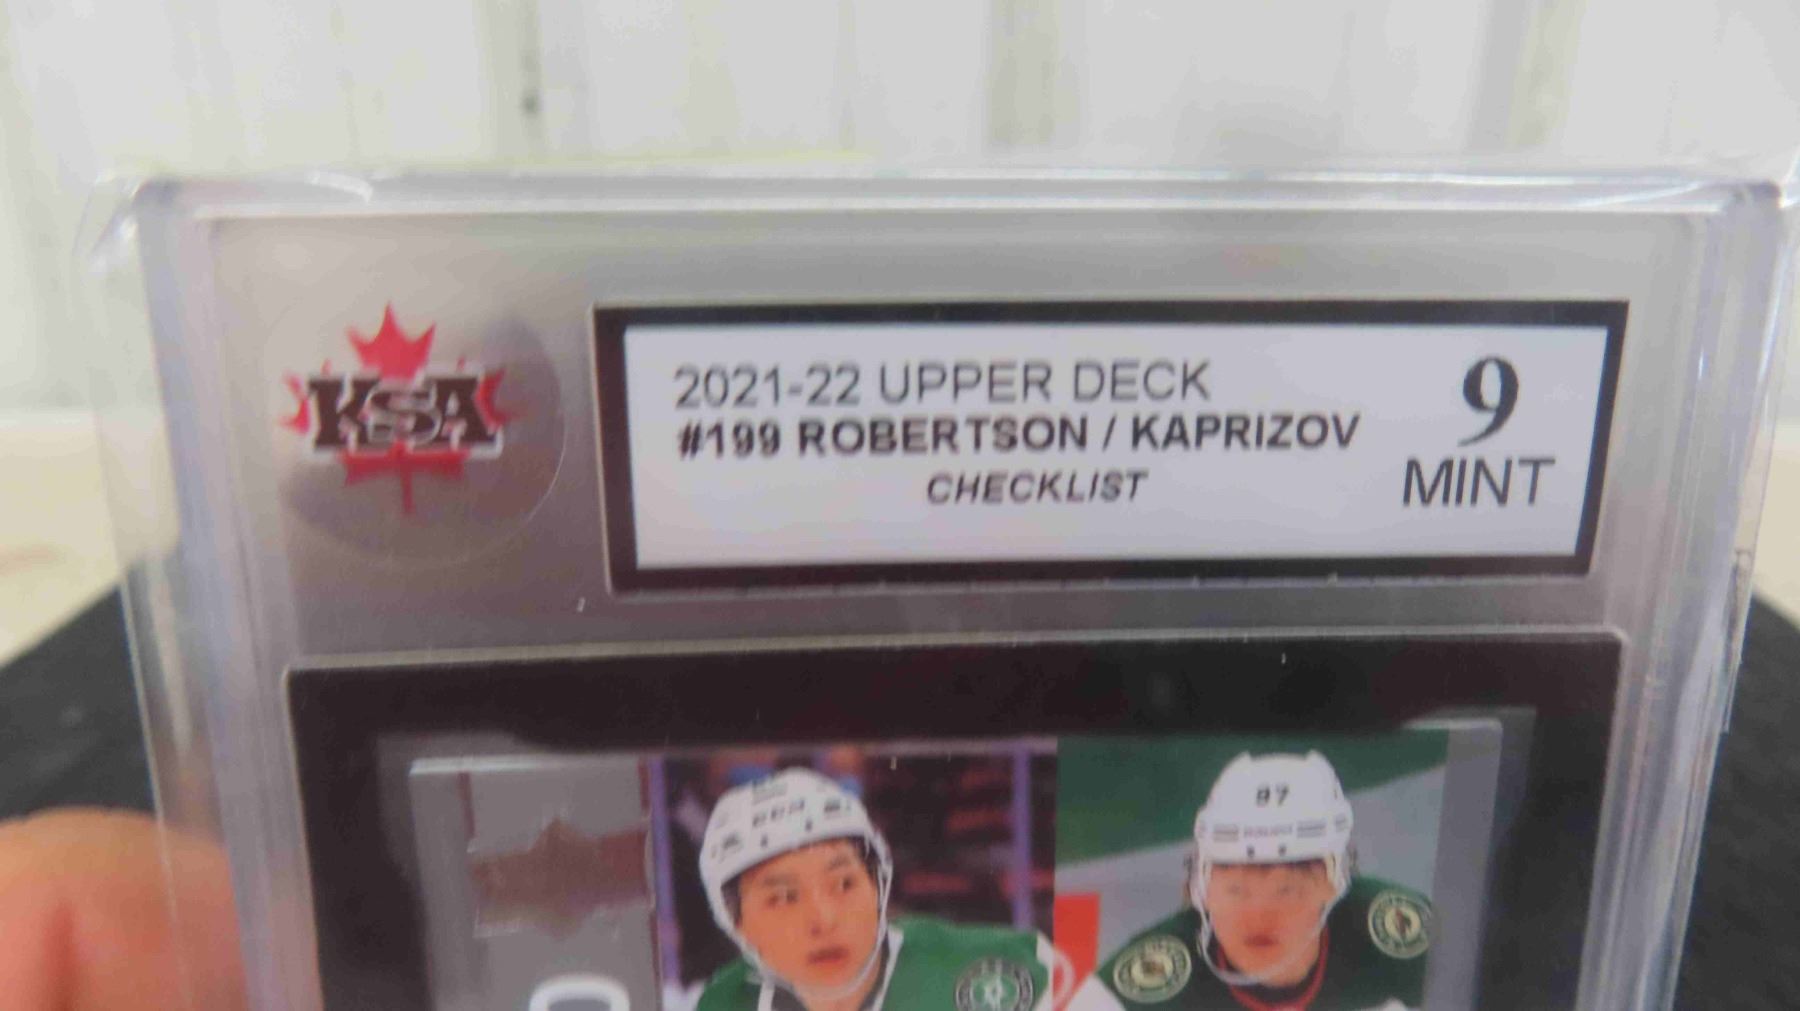 KSA
2021-22 UPPER DECK
#199 ROBERTSON / KAPRIZOV
CHECKLIST
9
MINT
97